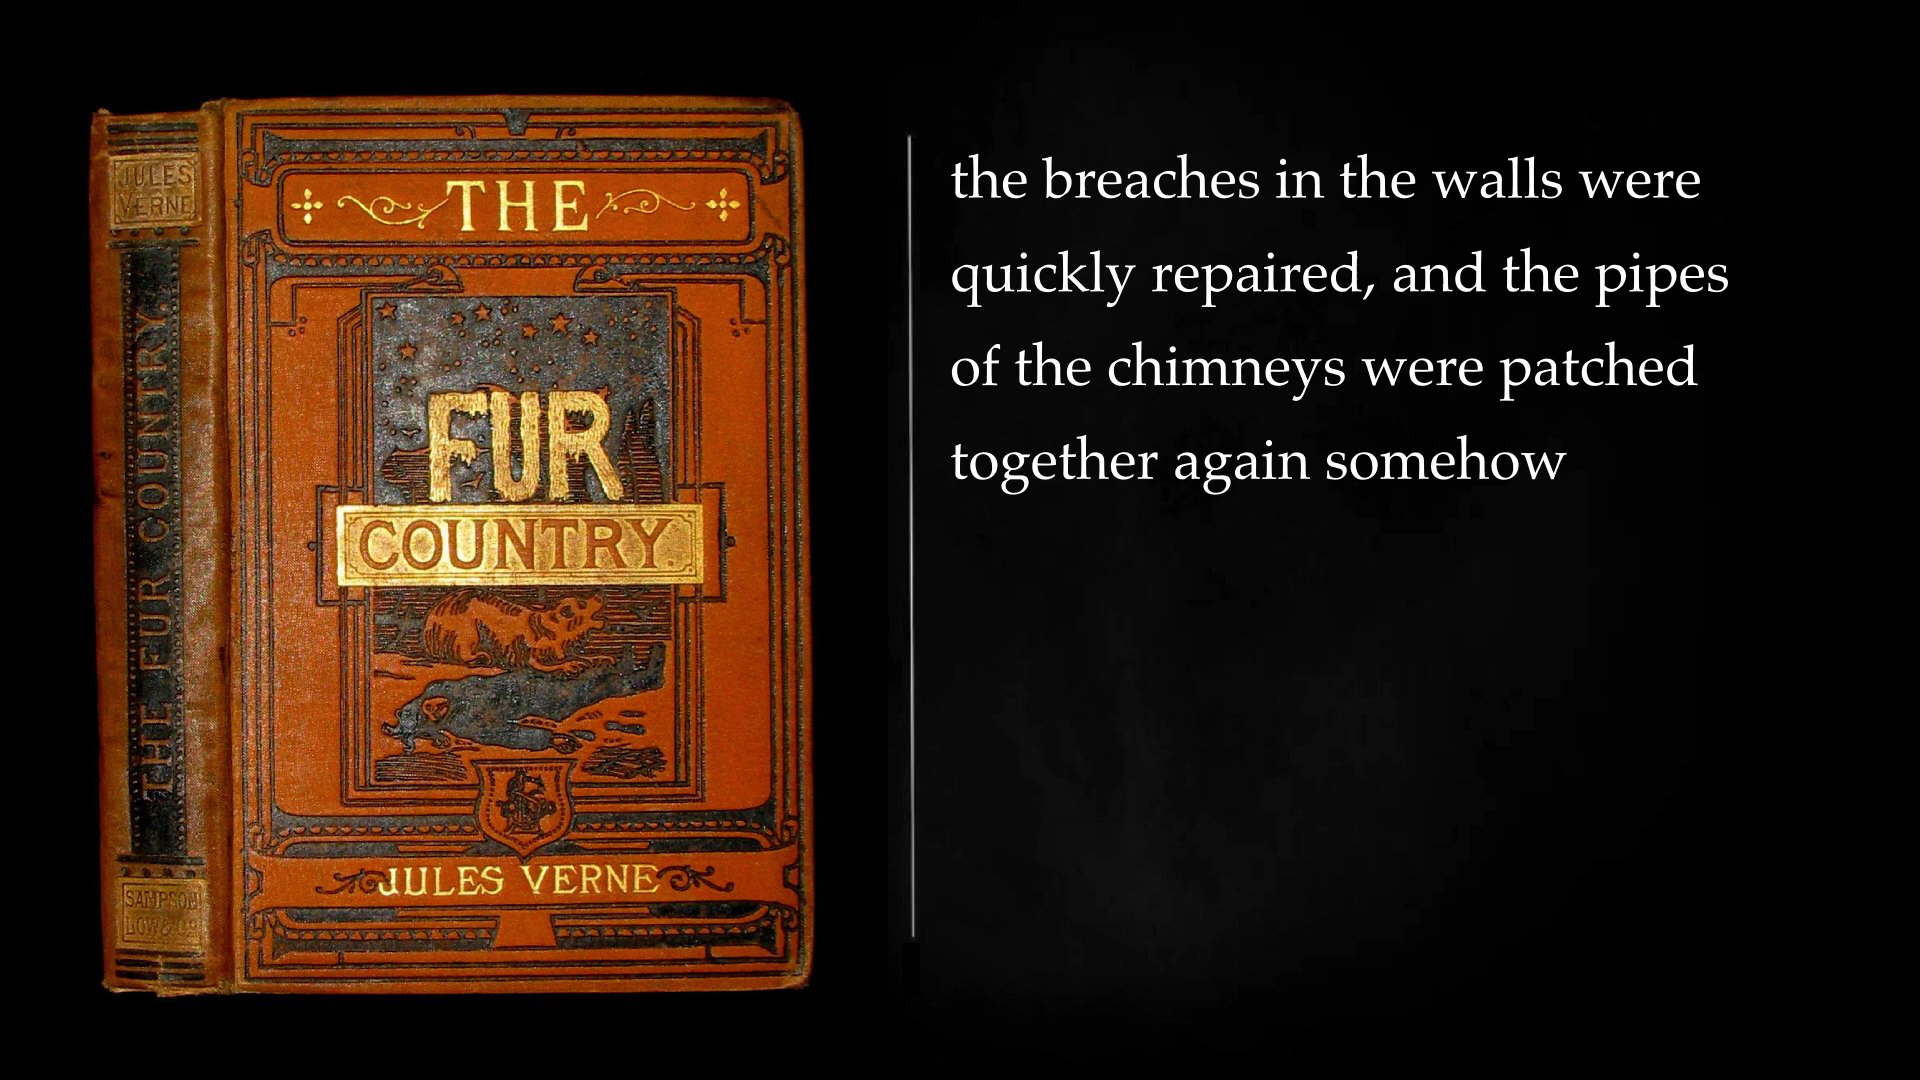 JULES
VERNE
THE FUR COUNTRY.
SAMPSON
LOW & Co
THE
FUR
COUNTRY.
JULES VERNE
the breaches in the walls were
quickly repaired, and the pipes
of the chimneys were patched
together again somehow